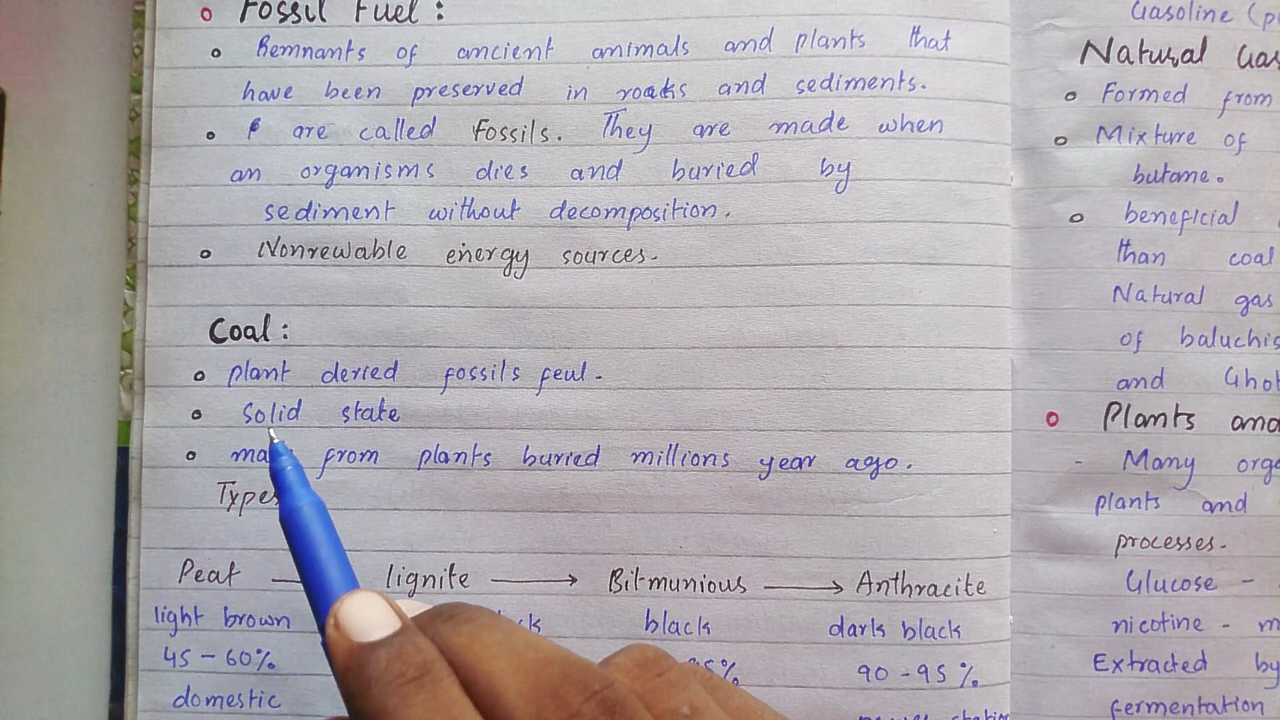 Fossil Fuel:
Remnants of ancient animals and plants that
have been preserved in rocks and sediments.
are called Fossils. They are made when
an organisms dies and buried by
sediment without decomposition.
Nonrewable energy sources.
Coal:
plant deried fossils feul.
Solid state
from plants buried millions year ago.
Types
Peat → lignite → Bit-munious → Anthracite
light brown black dark black
45-60% 90-95%
domestic
Gasoline
Natural Gas
Formed from
Mixture of
butane.
beneficial
than coal
Natural gas
of
and
Plants and
- Many
plants and
processes.
Glucose -
nicotine -
Extracted by
fermentation